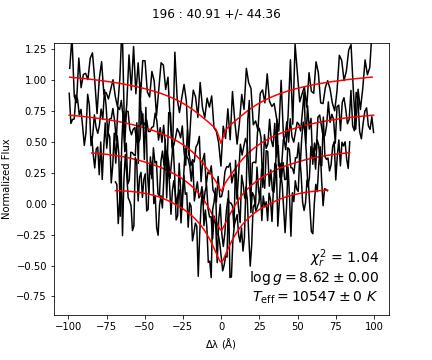 196 : 40.91 +/- 44.36
Normalized Flux
1.25
1.00
0.75
0.50
0.25
0.00
−0.25
−0.50
−0.75
χ²ᵣ = 1.04
log g = 8.62 ± 0.00
T_eff = 10547 ± 0 K
−100 −75 −50 −25 0 25 50 75 100
Δλ (Å)